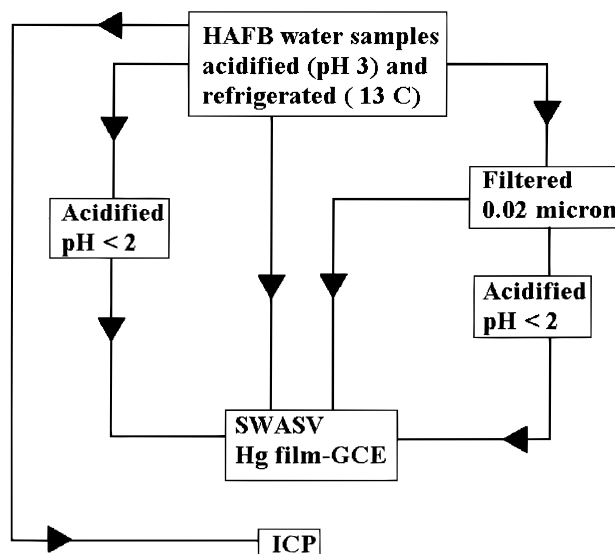 HAFB water samples
acidified (pH 3) and
refrigerated ( 13 C)
Filtered
0.02 micron
Acidified
pH < 2
Acidified
pH < 2
SWASV
Hg film-GCE
ICP